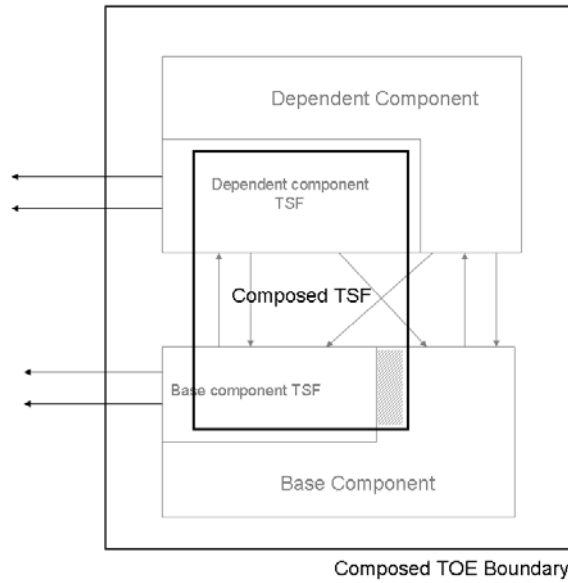 Dependent Component
Dependent component
TSF
Composed TSF
Base component TSF
Base Component
Composed TOE Boundary